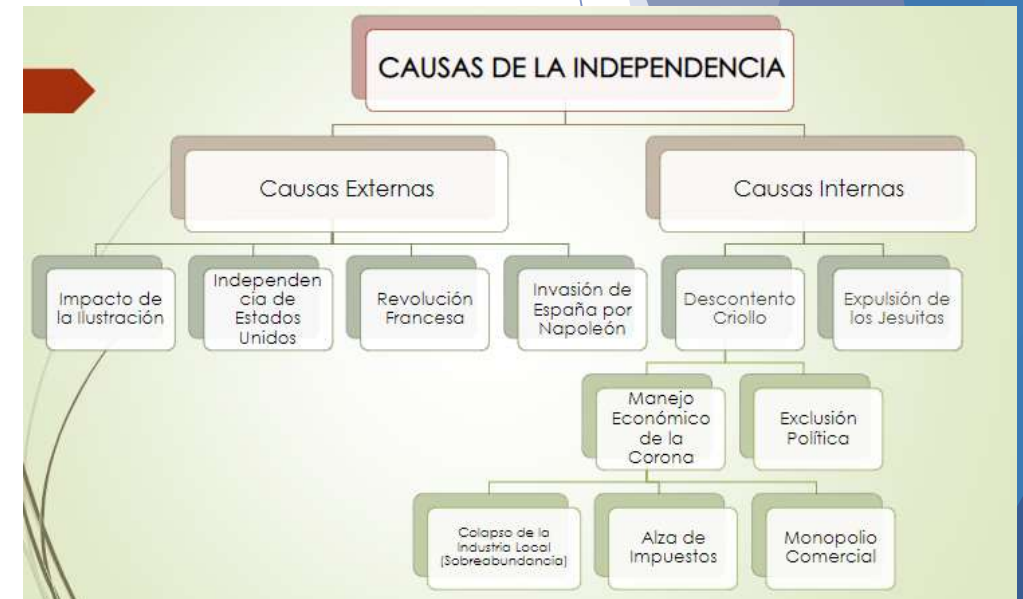 CAUSAS DE LA INDEPENDENCIA
Causas Externas
Causas Internas
Impacto de
la Ilustración
Independen
cia de
Estados
Unidos
Revolución
Francesa
Invasión de
España por
Napoleón
Descontento
Criollo
Expulsión de
los Jesuitas
Manejo
Económico
de la
Corona
Exclusión
Política
Colapso de la
Industria Local
(Sobreabundancia)
Alza de
Impuestos
Monopolio
Comercial